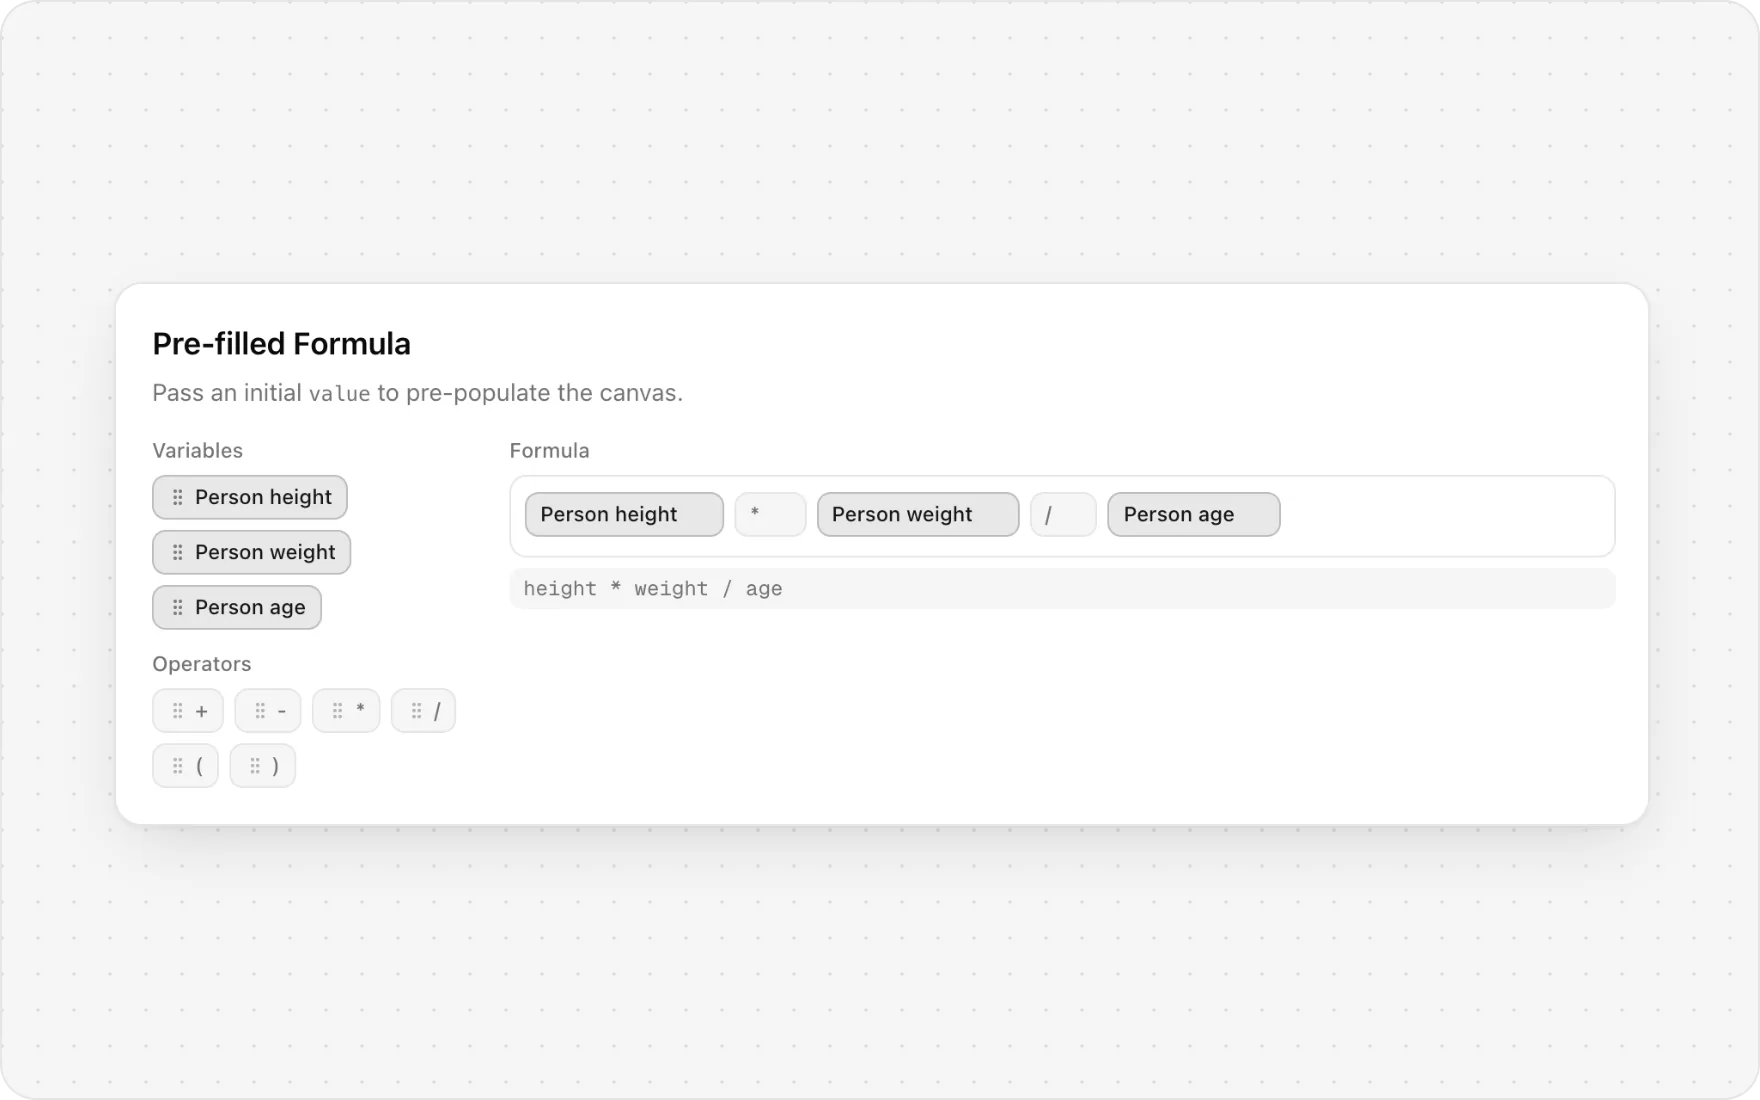 Pre-filled Formula
Pass an initial value to pre-populate the canvas.
Variables
Person height
Person weight
Person age
Operators
+ - * /
( )
Formula
Person height * Person weight / Person age
height * weight / age